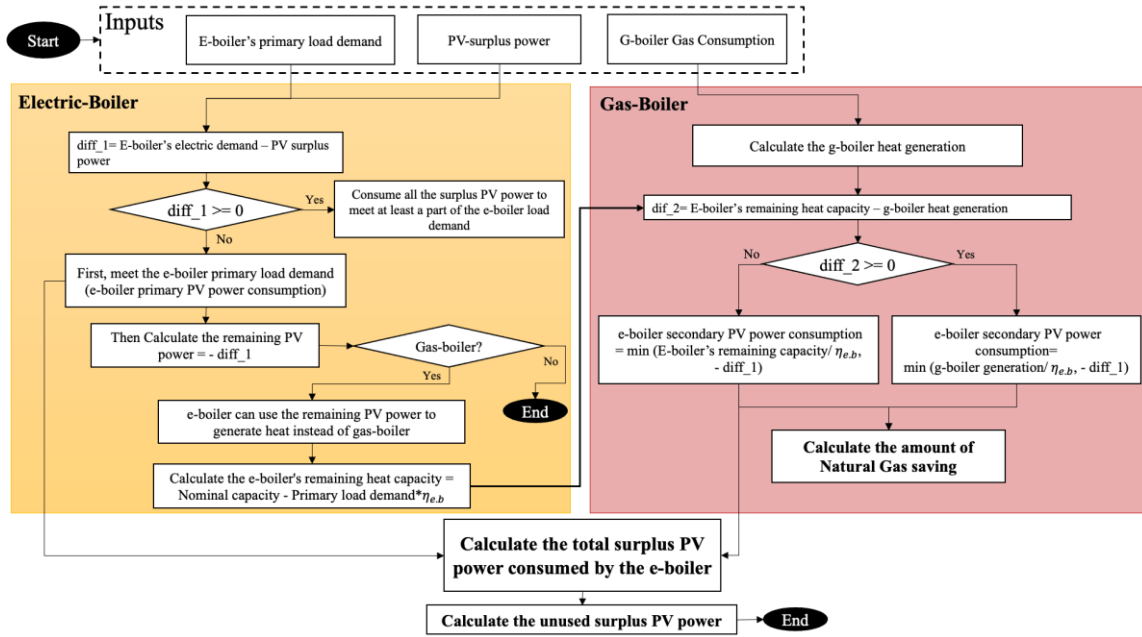 Inputs
Start
E-boiler's primary load demand
PV-surplus power
G-boiler Gas Consumption
Electric-Boiler
diff_1= E-boiler's electric demand – PV surplus
power
diff_1 >= 0
Yes
Consume all the surplus PV power to
meet at least a part of the e-boiler load
demand
No
First, meet the e-boiler primary load demand
(e-boiler primary PV power consumption)
Then Calculate the remaining PV
power = - diff_1
Gas-boiler?
No
Yes
End
e-boiler can use the remaining PV power to
generate heat instead of gas-boiler
Calculate the e-boiler's remaining heat capacity =
Nominal capacity - Primary load demand*η_e.b
Gas-Boiler
Calculate the g-boiler heat generation
dif_2= E-boiler's remaining heat capacity – g-boiler heat generation
No
diff_2 >= 0
Yes
e-boiler secondary PV power consumption
= min (E-boiler's remaining capacity/ η_e.b,
- diff_1)
e-boiler secondary PV power
consumption=
min (g-boiler generation/ η_e.b, - diff_1)
Calculate the amount of
Natural Gas saving
Calculate the total surplus PV
power consumed by the e-boiler
Calculate the unused surplus PV power
End